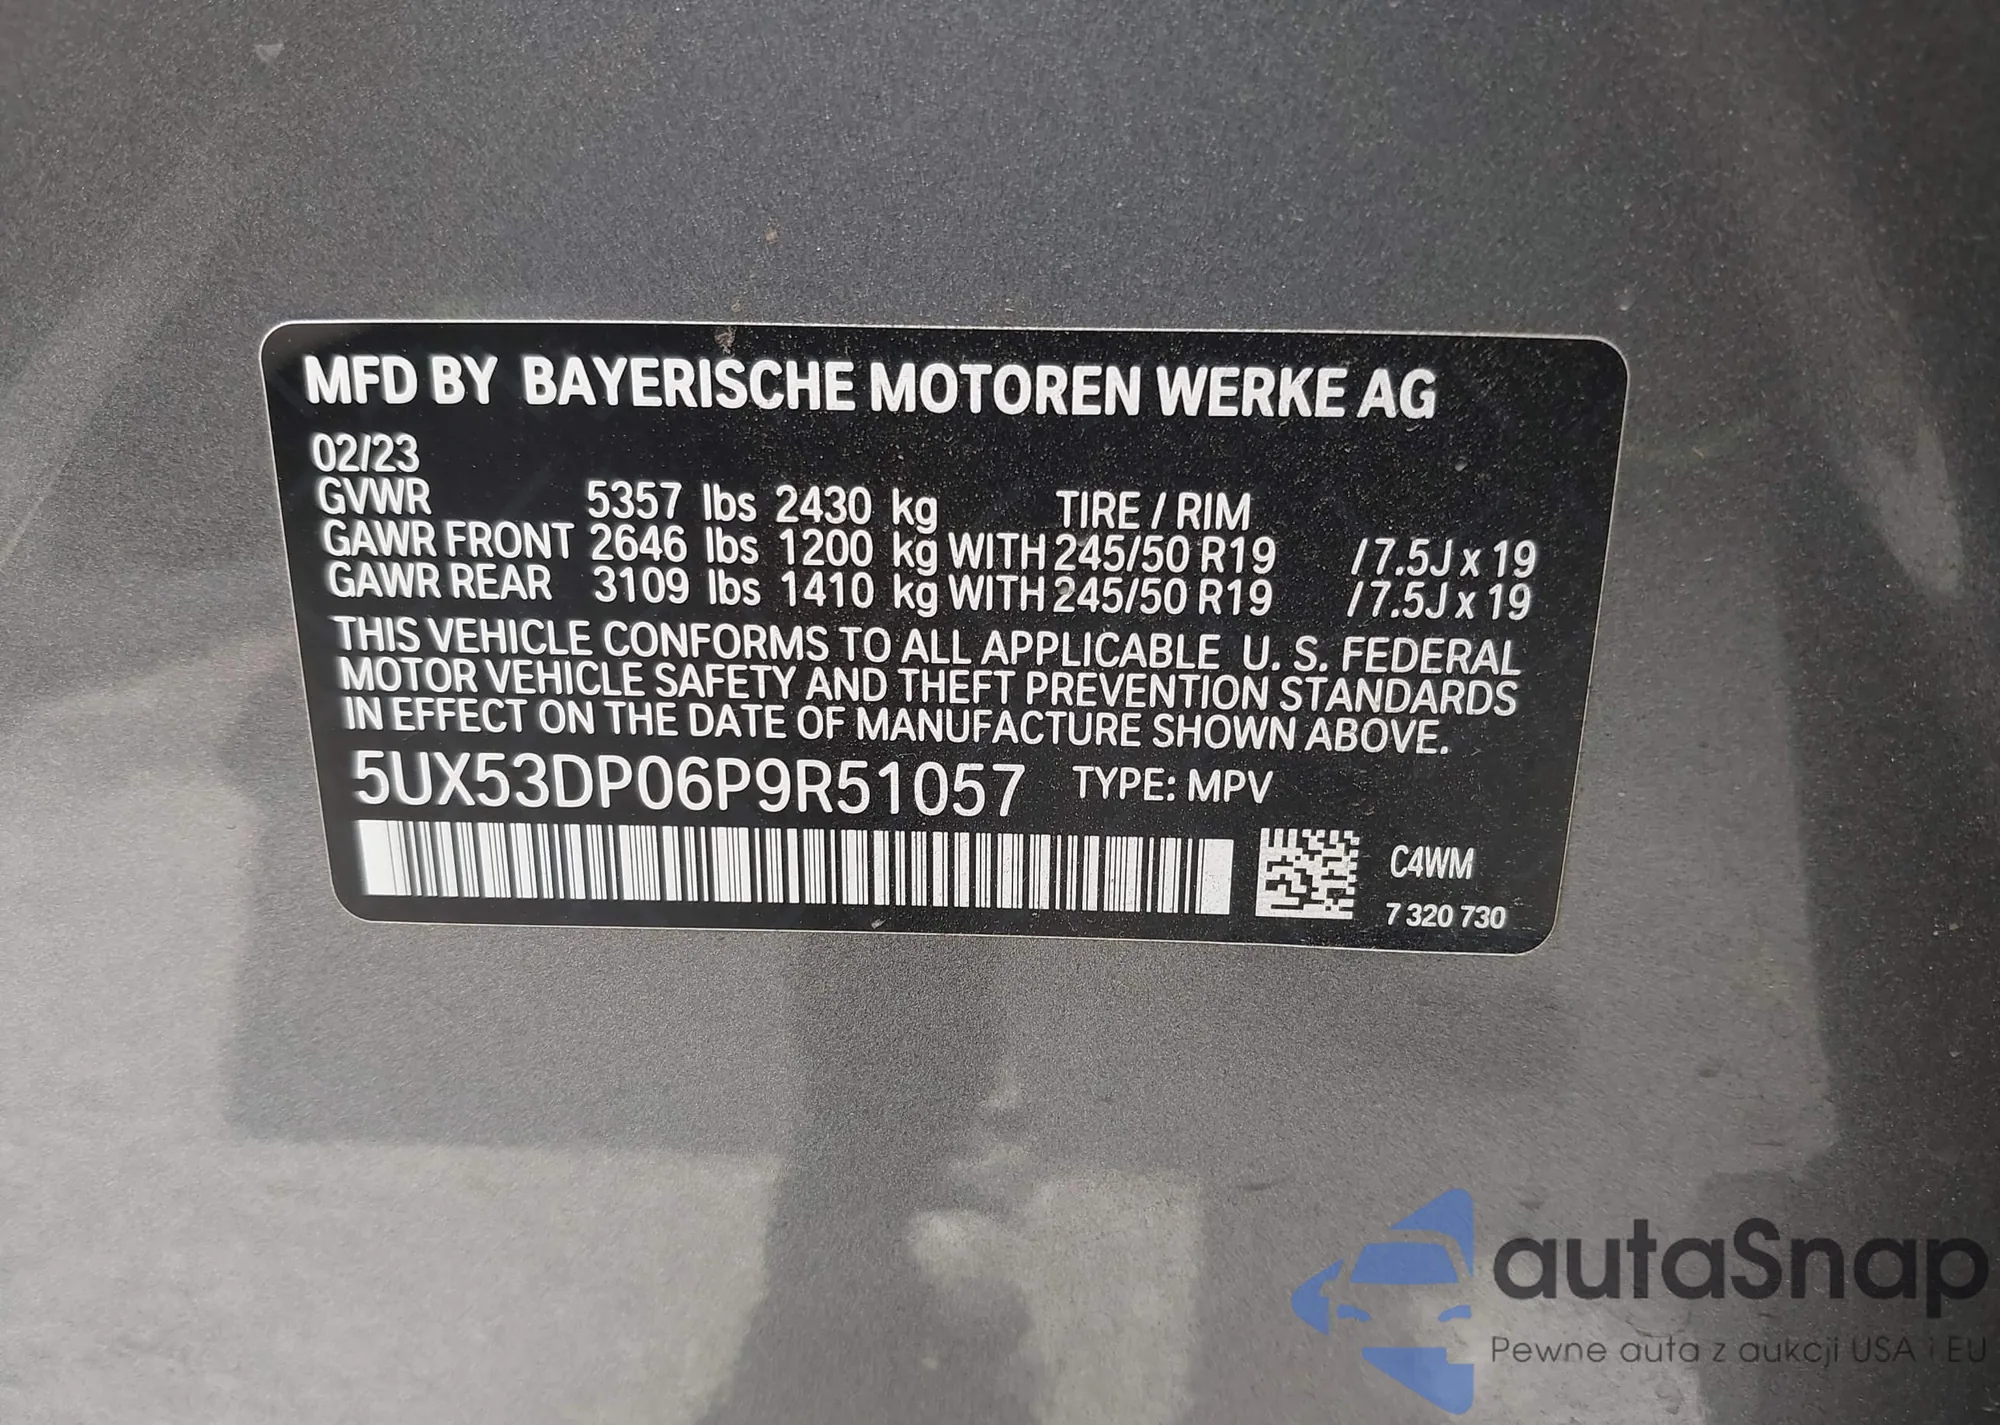 MFD BY BAYERISCHE MOTOREN WERKE AG
02/23
GVWR 5357 lbs 2430 kg TIRE / RIM
GAWR FRONT 2646 lbs 1200 kg WITH 245/50 R19 /7.5J x 19
GAWR REAR 3109 lbs 1410 kg WITH 245/50 R19 /7.5J x 19
THIS VEHICLE CONFORMS TO ALL APPLICABLE U. S. FEDERAL
MOTOR VEHICLE SAFETY AND THEFT PREVENTION STANDARDS
IN EFFECT ON THE DATE OF MANUFACTURE SHOWN ABOVE.
5UX53DP06P9R51057 TYPE: MPV
C4WM
7 320 730
autaSnap
Pewne auta z aukcji USA i EU